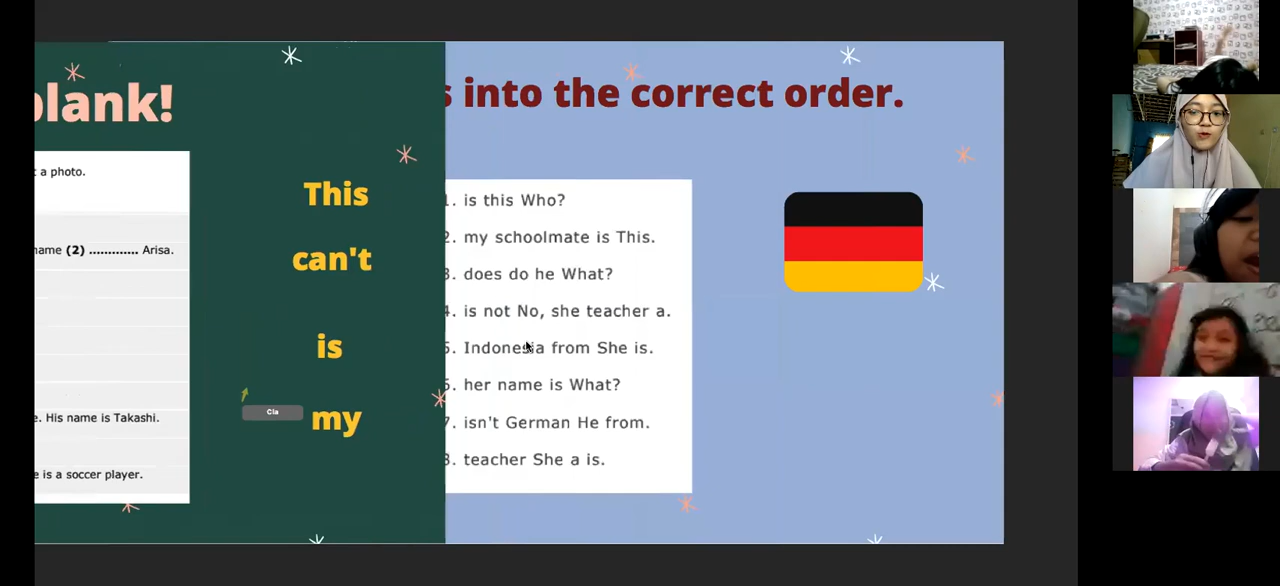 blank!
t a photo.
name (2) ............. Arisa.
e. His name is Takashi.
e is a soccer player.
This
can't
is
my
Cla
s into the correct order.
1. is this Who?
2. my schoolmate is This.
3. does do he What?
4. is not No, she teacher a.
5. Indonesia from She is.
6. her name is What?
7. isn't German He from.
8. teacher She a is.